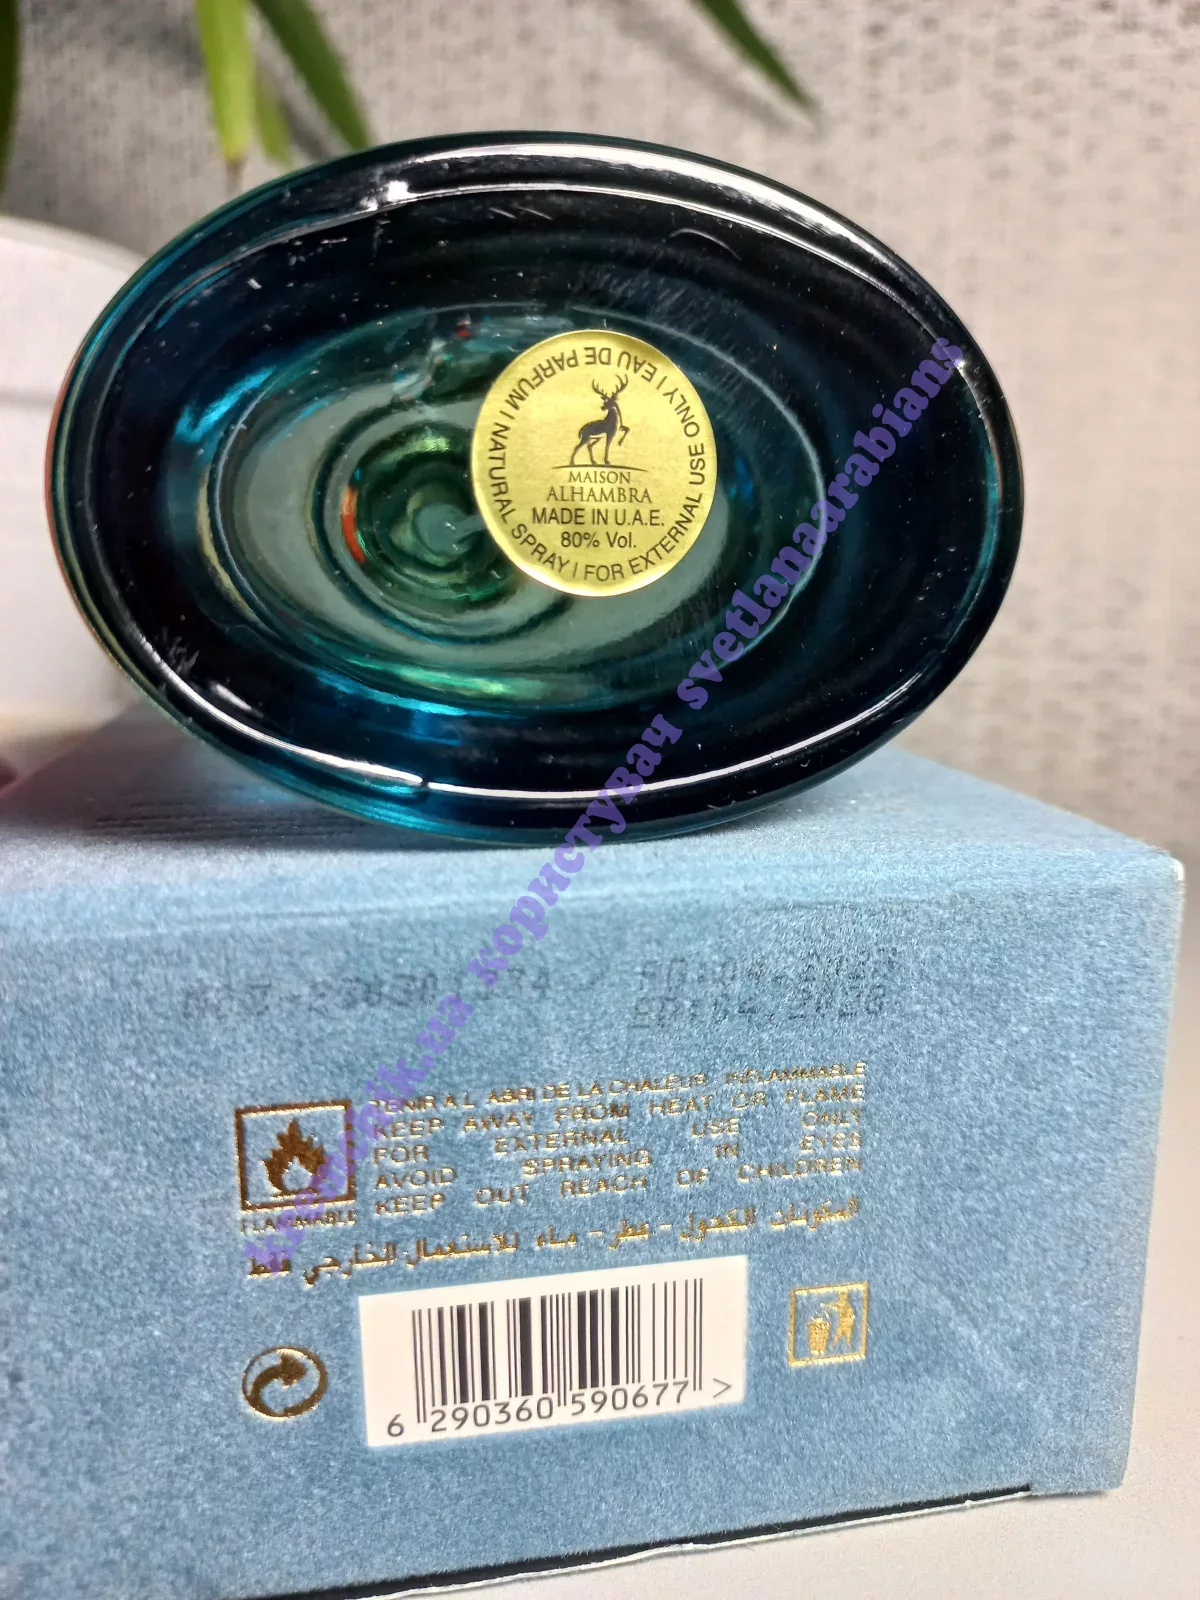 EAU DE PARFUM | NATURAL SPRAY | FOR EXTERNAL USE ONLY |
MAISON
ALHAMBRA
MADE IN U.A.E.
80% Vol.
kidstaff
TENIR A L ABRI DE LA CHALEUR INFLAMMABLE
KEEP AWAY FROM HEAT OR FLAME
FOR EXTERNAL USE ONLY
AVOID SPRAYING IN EYES
KEEP OUT REACH OF CHILDREN
FLAMMABLE
المكونات الكحول - عطر - ماء للاستعمال الخارجي فقط
6 290360 590677 >
користувач svetlanaarabians